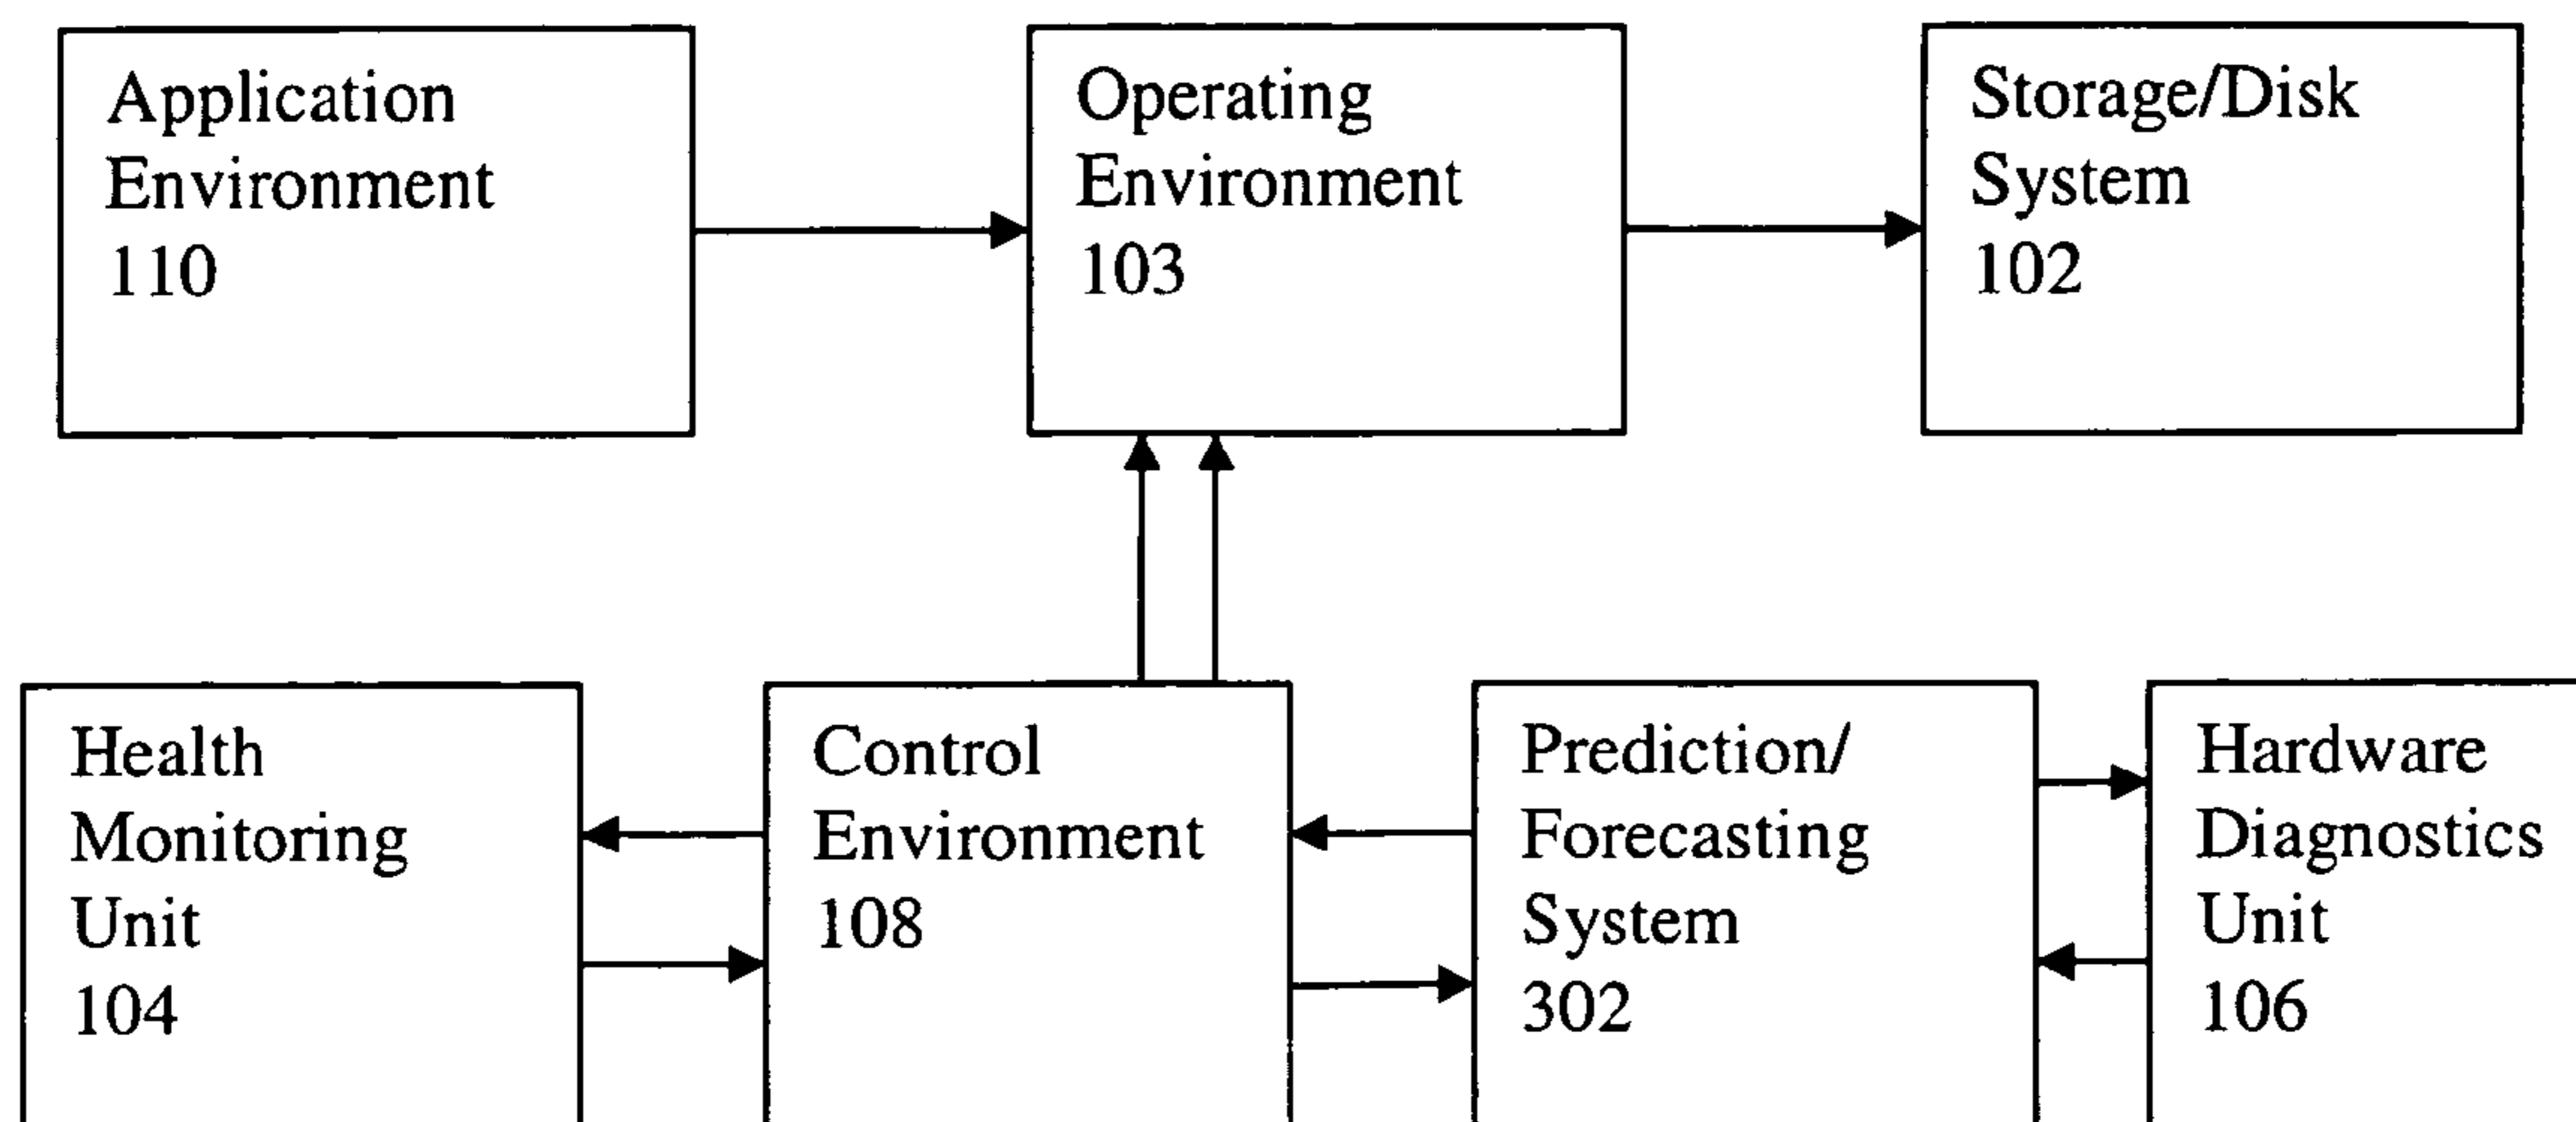 Application
Environment
110
Operating
Environment
103
Storage/Disk
System
102
Health
Monitoring
Unit
104
Control
Environment
108
Prediction/
Forecasting
System
302
Hardware
Diagnostics
Unit
106